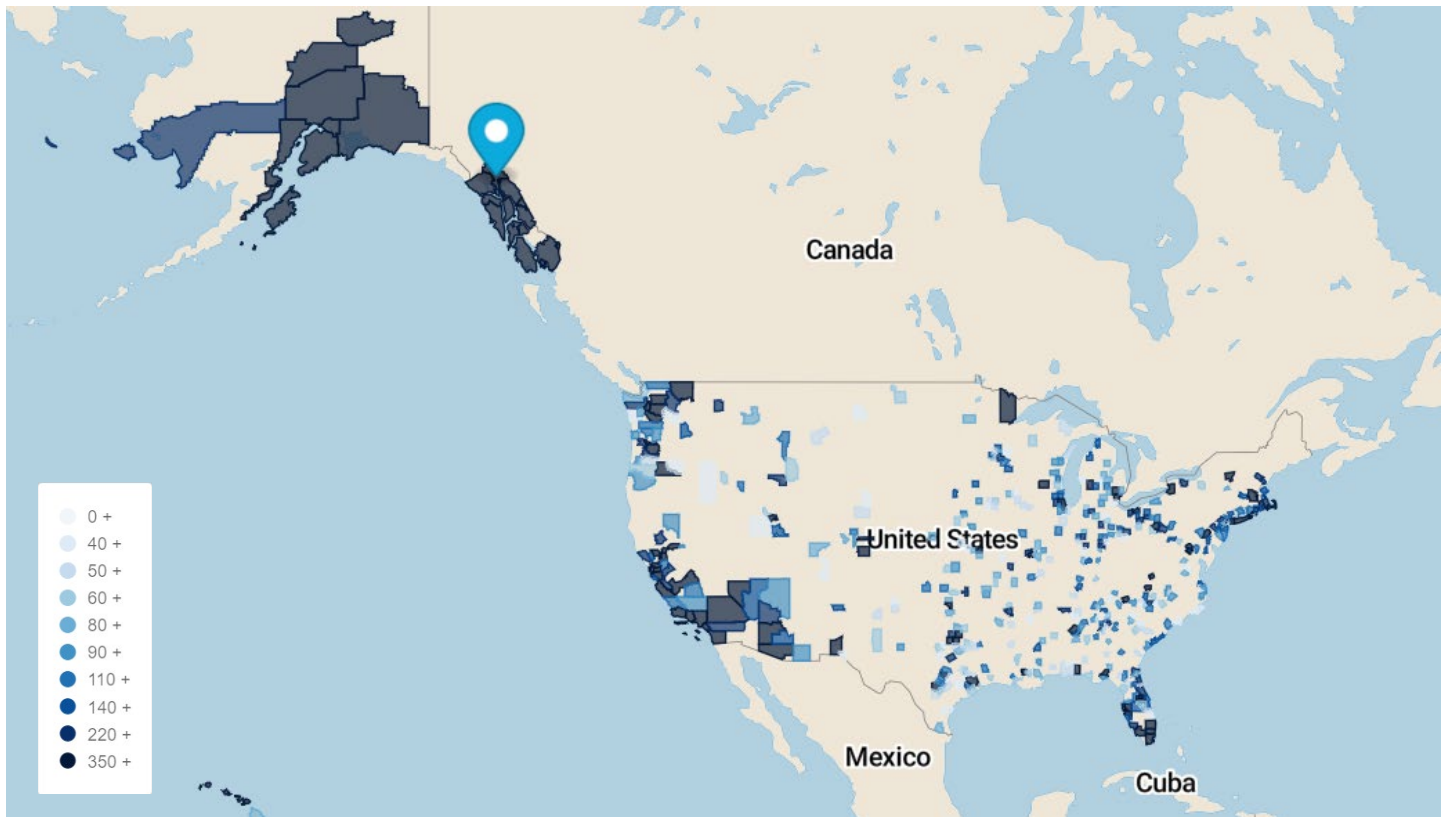 Canada
United States
Mexico
Cuba
0 +
40 +
50 +
60 +
80 +
90 +
110 +
140 +
220 +
350 +